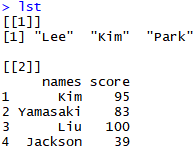 > lst
[[1]]
[1] "Lee"  "Kim"  "Park"
[[2]]
names score
1 Kim 95
2 Yamasaki 83
3 Liu 100
4 Jackson 39